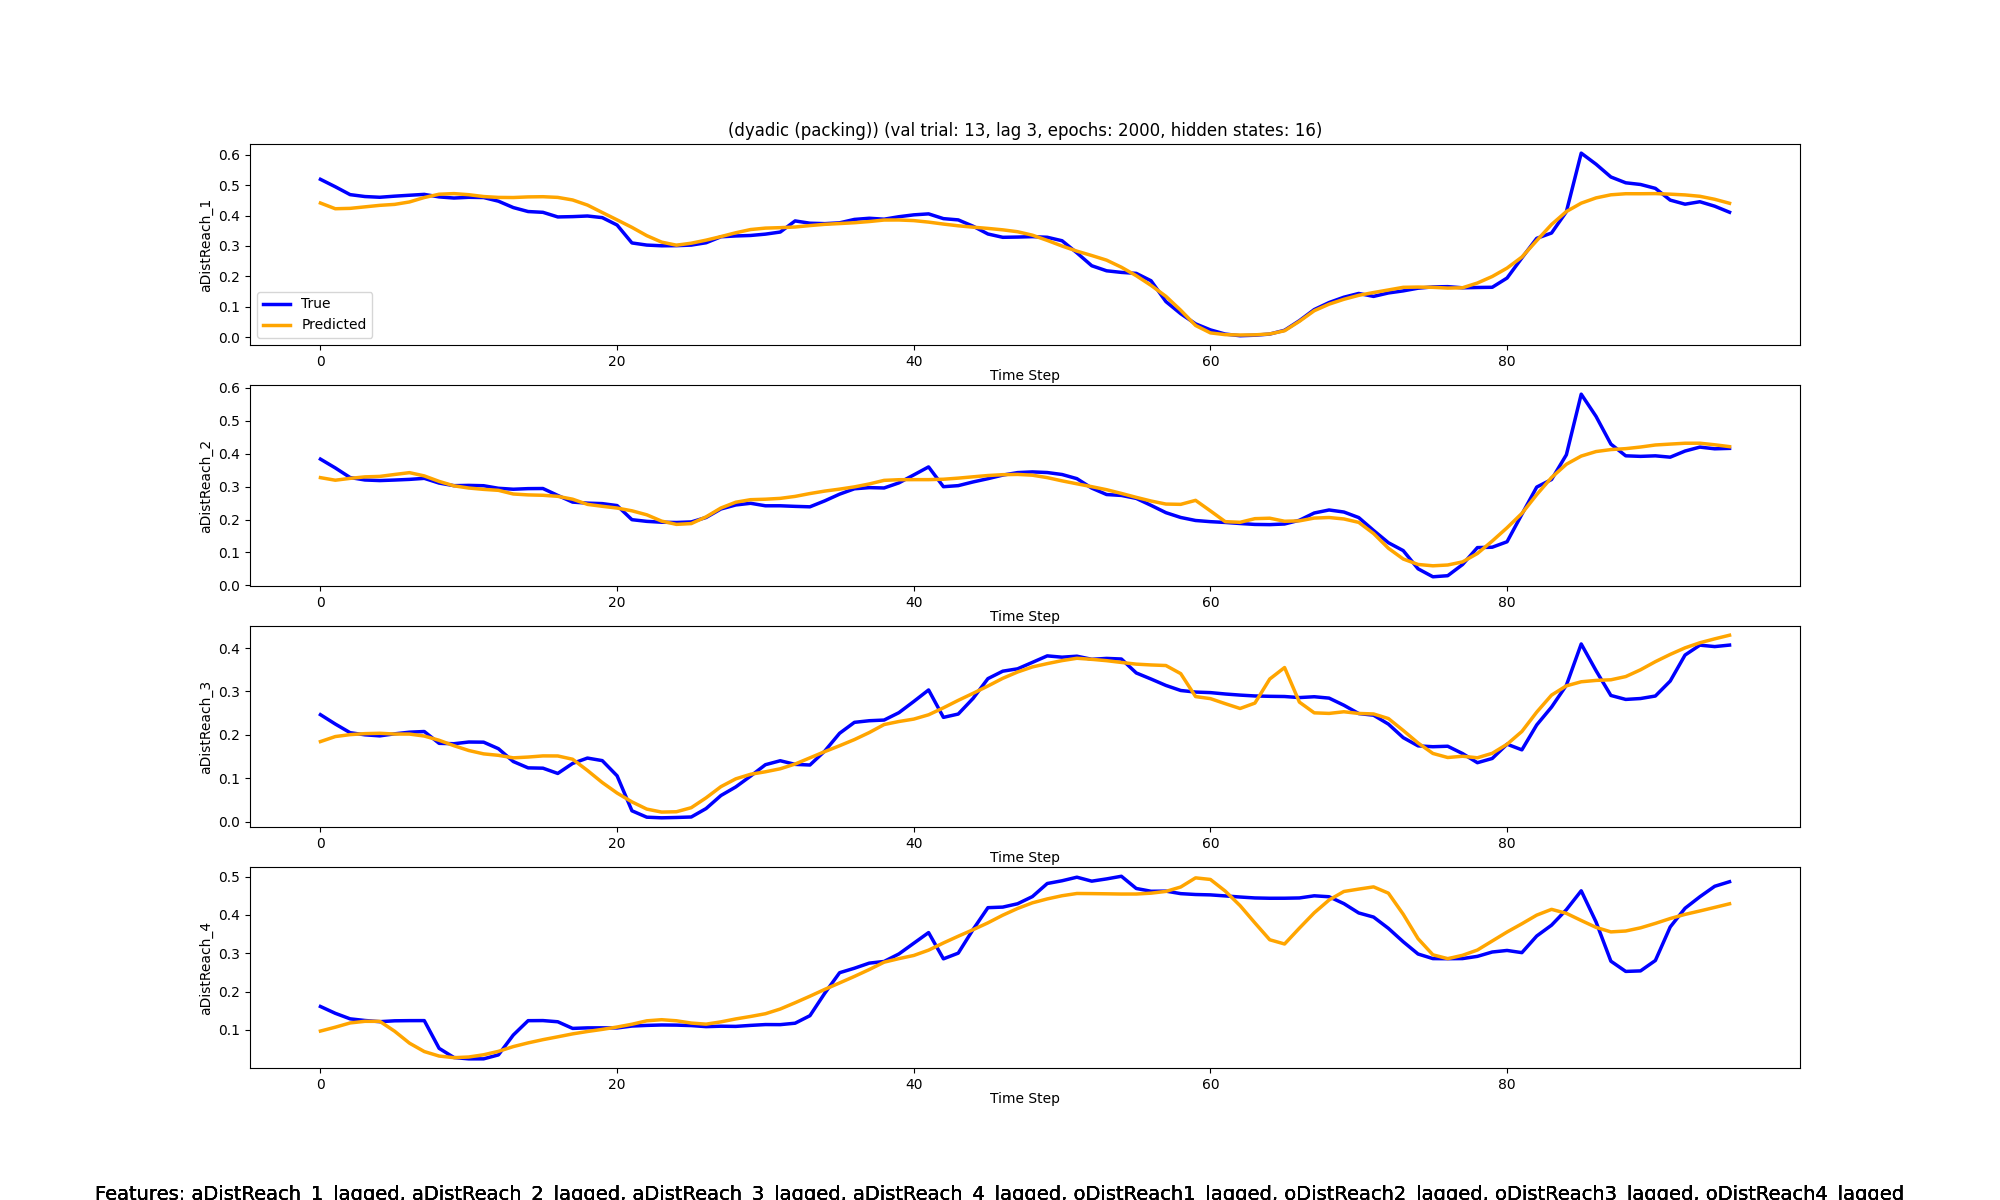 (dyadic (packing)) (val trial: 13, lag 3, epochs: 2000, hidden states: 16)
0.6
0.5
0.4
0.3
0.2
0.1
0.0
aDistReach_1
True
Predicted
0 20 40 60 80
Time Step
0.6
0.5
0.4
0.3
0.2
0.1
0.0
aDistReach_2
0 20 40 60 80
Time Step
0.4
0.3
0.2
0.1
0.0
aDistReach_3
0 20 40 60 80
Time Step
0.5
0.4
0.3
0.2
0.1
aDistReach_4
0 20 40 60 80
Time Step
Features: aDistReach_1_lagged, aDistReach_2_lagged, aDistReach_3_lagged, aDistReach_4_lagged, oDistReach1_lagged, oDistReach2_lagged, oDistReach3_lagged, oDistReach4_lagged